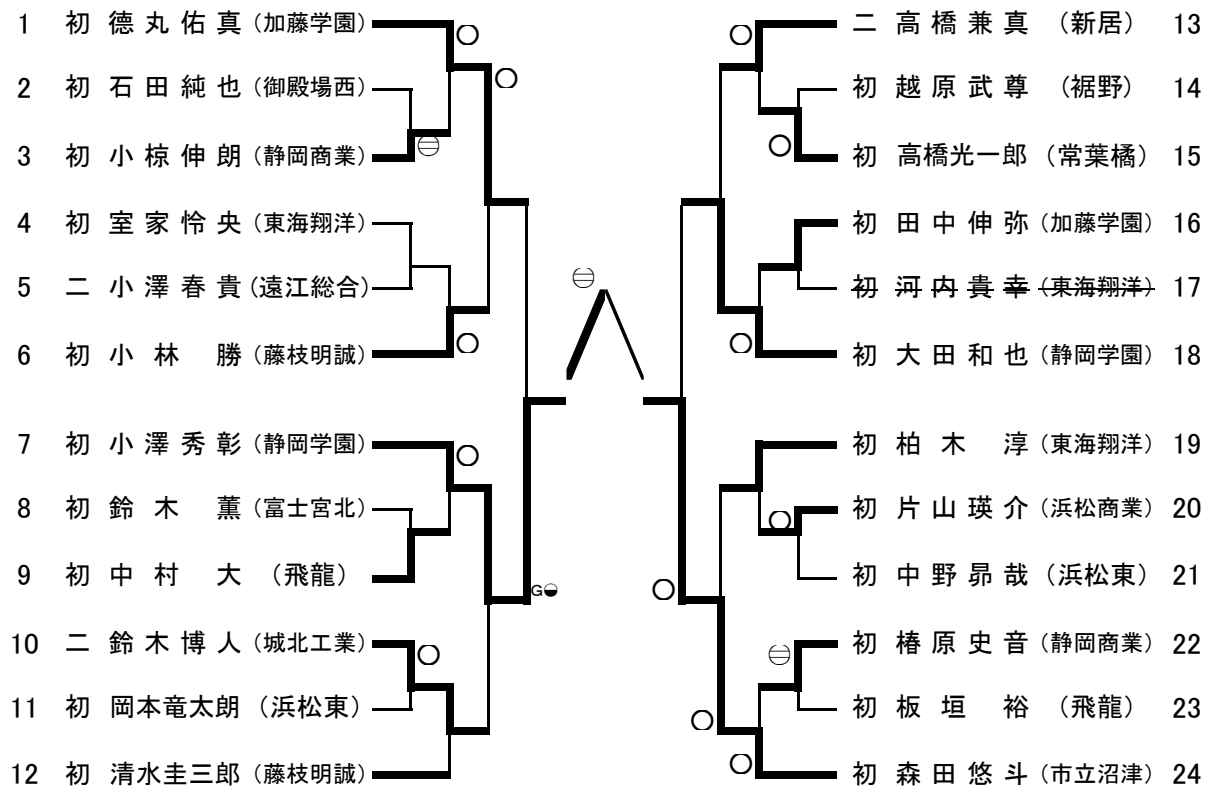 1 初 德丸佑真 (加藤学園)
2 初 石田純也 (御殿場西)
3 初 小椋伸朗 (静岡商業)
4 初 室家怜央 (東海翔洋)
5 二 小澤春貴 (遠江総合)
6 初 小林 勝 (藤枝明誠)
7 初 小澤秀彰 (静岡学園)
8 初 鈴木 薫 (富士宮北)
9 初 中村 大 (飛龍)
G
10 二 鈴木博人 (城北工業)
11 初 岡本竜太朗 (浜松東)
12 初 清水圭三郎 (藤枝明誠)
二 高橋兼真 (新居) 13
初 越原武尊 (裾野) 14
初 高橋光一郎 (常葉橘) 15
初 田中伸弥 (加藤学園) 16
初 河内貴幸 (東海翔洋) 17
初 大田和也 (静岡学園) 18
初 柏木 淳 (東海翔洋) 19
初 片山瑛介 (浜松商業) 20
初 中野昴哉 (浜松東) 21
初 椿原史音 (静岡商業) 22
初 板垣 裕 (飛龍) 23
初 森田悠斗 (市立沼津) 24